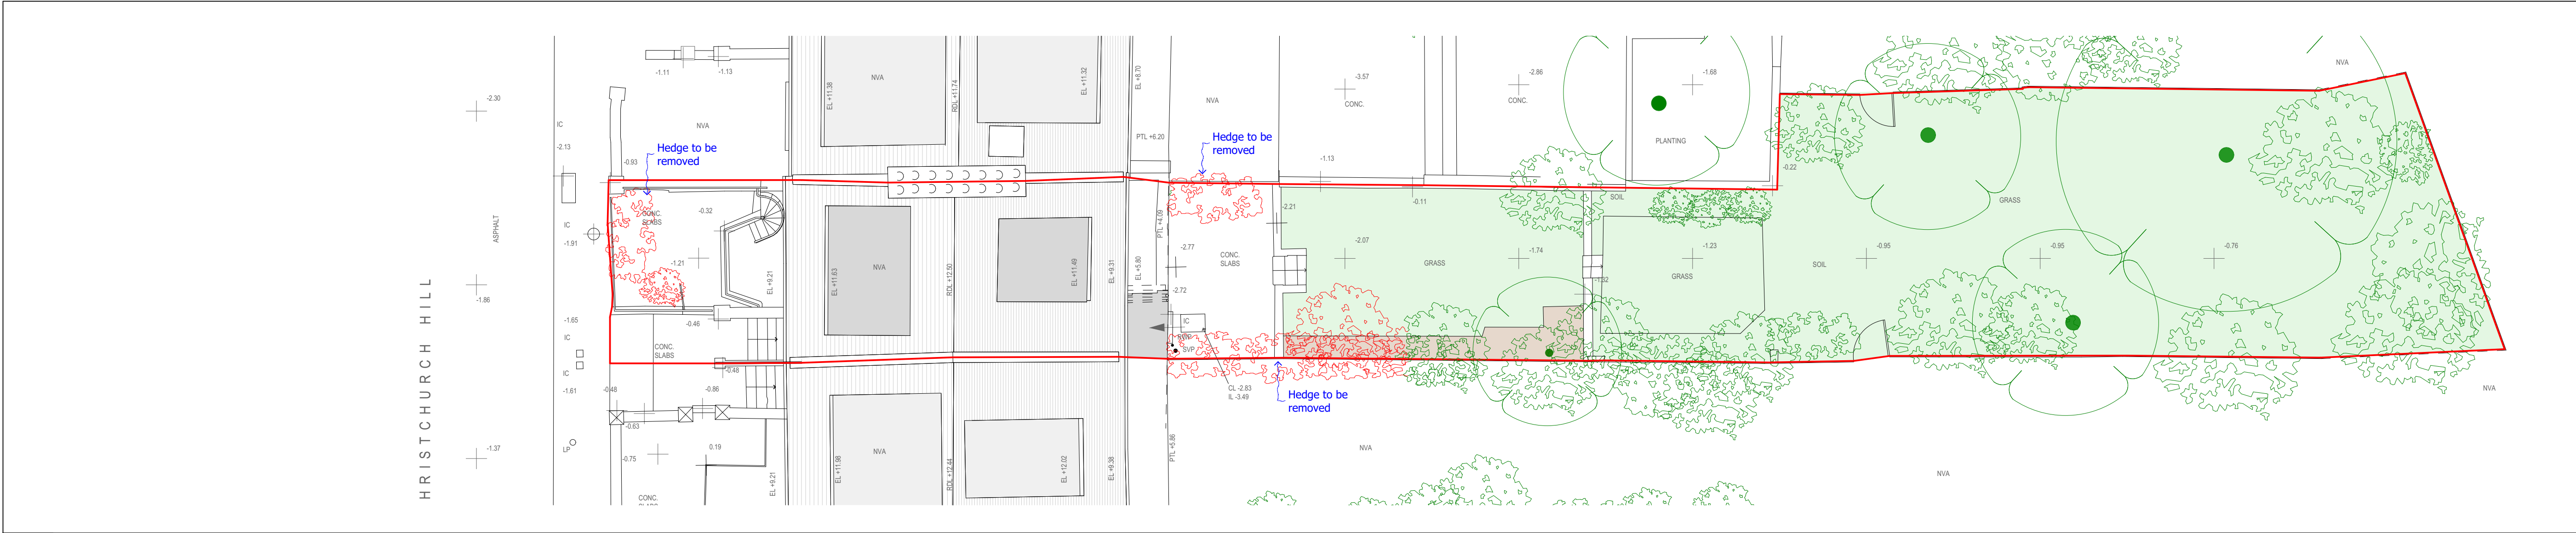 HRISTCHURCH HILL
-2.30
ASPHALT
-1.86
-1.37
IC
-2.13
IC
-1.91
-1.65
IC
IC
-1.61
LP
-1.11
-1.13
NVA
-0.93
Hedge to be
removed
CONC.
SLABS
-0.32
-1.21
-0.46
CONC.
SLABS
-0.48
-0.48
-0.86
-0.63
-0.75
0.19
CONC.
EL +9.21
EL +9.21
EL +11.38
NVA
RDL +11.74
EL +11.32
EL +8.70
EL +11.63
NVA
RDL +12.50
EL +11.49
EL +9.31
EL +5.80
EL +11.98
NVA
RDL +12.44
EL +12.02
EL +9.38
PTL +5.86
PTL +6.20
PTL +4.09
NVA
Hedge to be
removed
-2.77
-2.72
CONC.
SLABS
IC
SVP
CL -2.83
IL -3.49
Hedge to be
removed
-2.21
-1.13
-3.57
CONC.
-2.86
CONC.
-0.11
-2.07
GRASS
-1.74
-1.68
PLANTING
SOIL
-1.23
GRASS
-0.22
SOIL
-0.95
GRASS
-0.95
-0.76
NVA
NVA
NVA
NVA